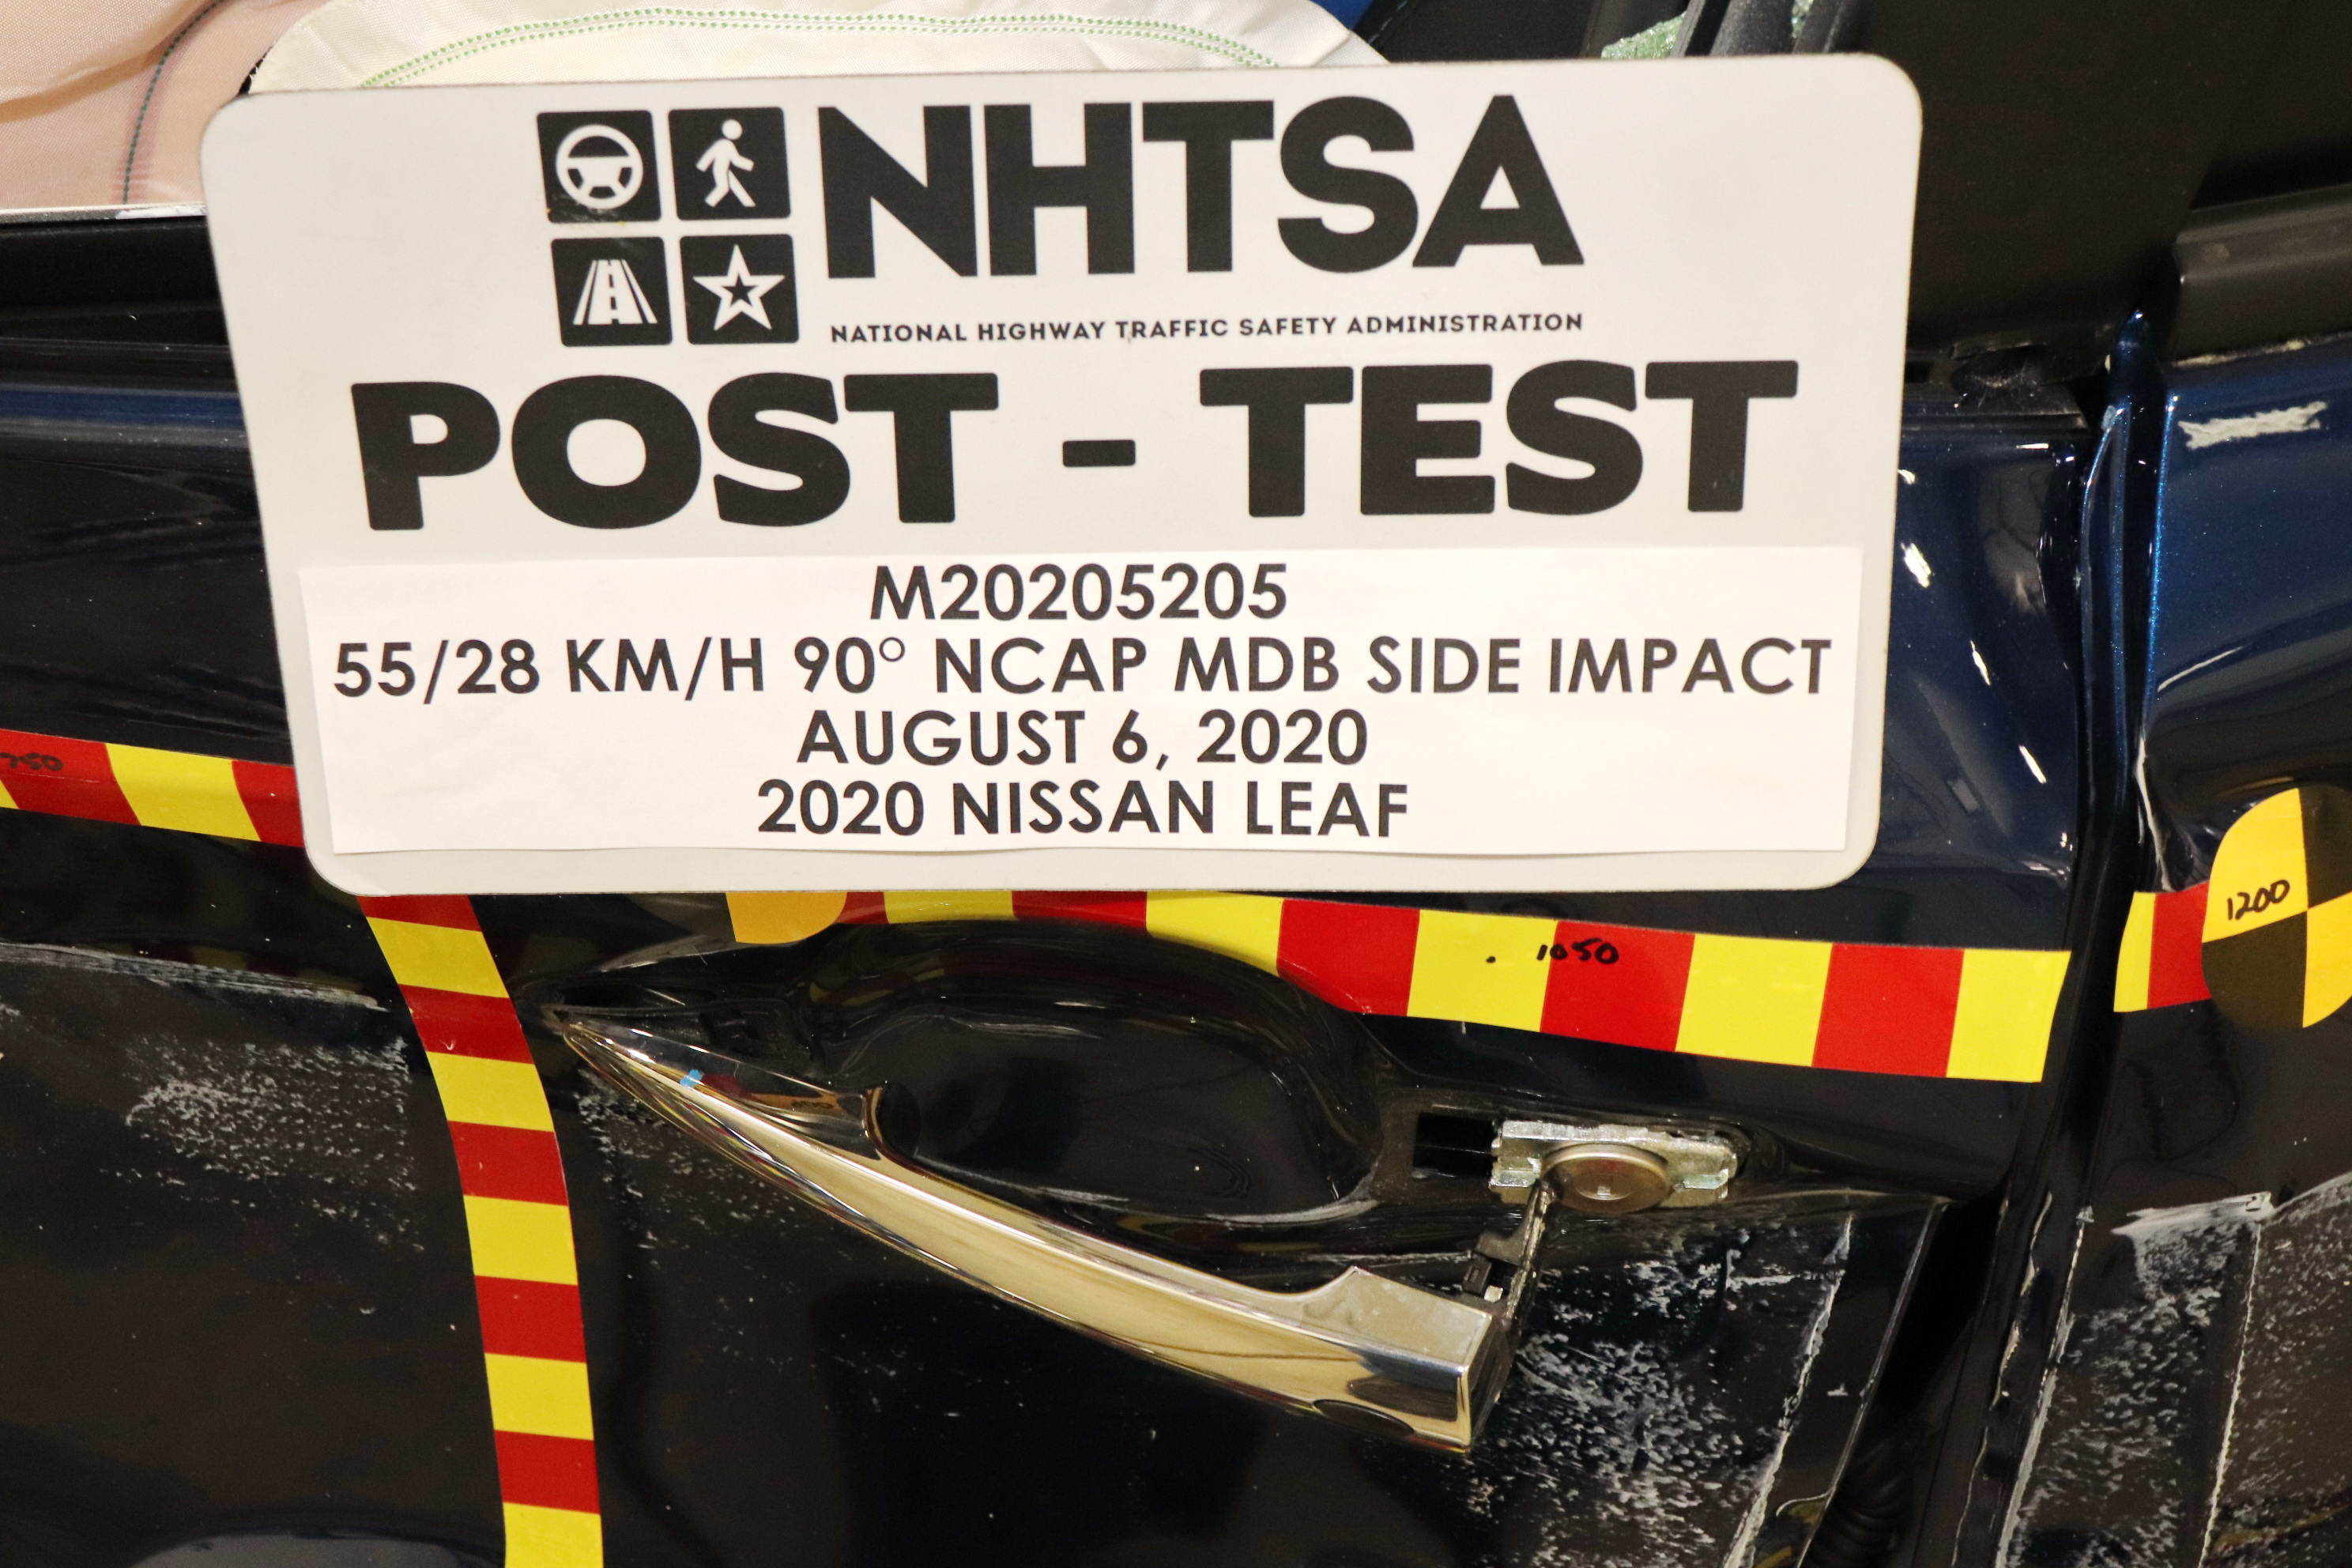 NHTSA
NATIONAL HIGHWAY TRAFFIC SAFETY ADMINISTRATION
POST - TEST
M20205205
55/28 KM/H 90° NCAP MDB SIDE IMPACT
AUGUST 6, 2020
2020 NISSAN LEAF
750
1200
1050